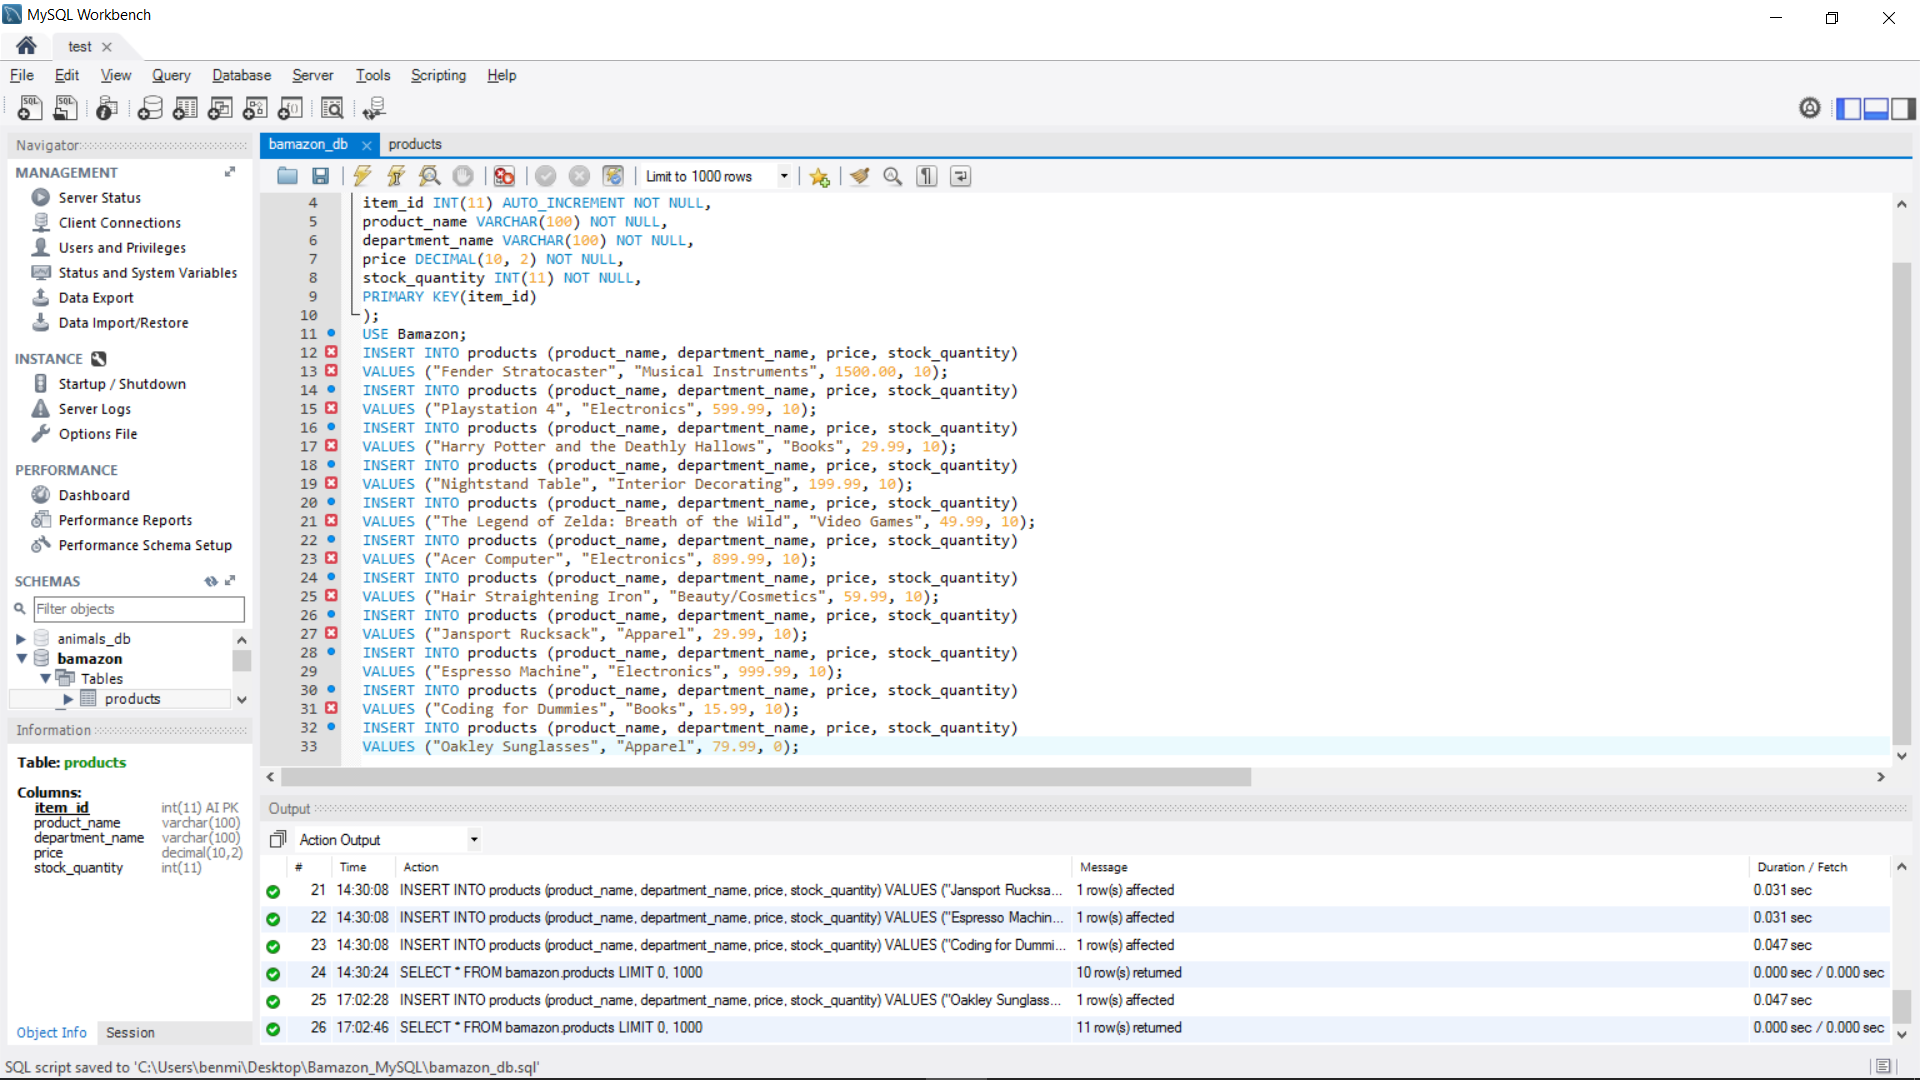 MySQL Workbench
test
File Edit View Query Database Server Tools Scripting Help
Navigator
MANAGEMENT
Server Status
Client Connections
Users and Privileges
Status and System Variables
Data Export
Data Import/Restore
INSTANCE
Startup / Shutdown
Server Logs
Options File
PERFORMANCE
Dashboard
Performance Reports
Performance Schema Setup
SCHEMAS
Filter objects
animals_db
bamazon
Tables
products
Information
Table: products
Columns:
item_id int(11) AI PK
product_name varchar(100)
department_name varchar(100)
price decimal(10,2)
stock_quantity int(11)
Object Info Session
bamazon_db products
Limit to 1000 rows
4 item_id INT(11) AUTO_INCREMENT NOT NULL,
5 product_name VARCHAR(100) NOT NULL,
6 department_name VARCHAR(100) NOT NULL,
7 price DECIMAL(10, 2) NOT NULL,
8 stock_quantity INT(11) NOT NULL,
9 PRIMARY KEY(item_id)
10 );
11 USE Bamazon;
12 INSERT INTO products (product_name, department_name, price, stock_quantity)
13 VALUES ("Fender Stratocaster", "Musical Instruments", 1500.00, 10);
14 INSERT INTO products (product_name, department_name, price, stock_quantity)
15 VALUES ("Playstation 4", "Electronics", 599.99, 10);
16 INSERT INTO products (product_name, department_name, price, stock_quantity)
17 VALUES ("Harry Potter and the Deathly Hallows", "Books", 29.99, 10);
18 INSERT INTO products (product_name, department_name, price, stock_quantity)
19 VALUES ("Nightstand Table", "Interior Decorating", 199.99, 10);
20 INSERT INTO products (product_name, department_name, price, stock_quantity)
21 VALUES ("The Legend of Zelda: Breath of the Wild", "Video Games", 49.99, 10);
22 INSERT INTO products (product_name, department_name, price, stock_quantity)
23 VALUES ("Acer Computer", "Electronics", 899.99, 10);
24 INSERT INTO products (product_name, department_name, price, stock_quantity)
25 VALUES ("Hair Straightening Iron", "Beauty/Cosmetics", 59.99, 10);
26 INSERT INTO products (product_name, department_name, price, stock_quantity)
27 VALUES ("Jansport Rucksack", "Apparel", 29.99, 10);
28 INSERT INTO products (product_name, department_name, price, stock_quantity)
29 VALUES ("Espresso Machine", "Electronics", 999.99, 10);
30 INSERT INTO products (product_name, department_name, price, stock_quantity)
31 VALUES ("Coding for Dummies", "Books", 15.99, 10);
32 INSERT INTO products (product_name, department_name, price, stock_quantity)
33 VALUES ("Oakley Sunglasses", "Apparel", 79.99, 0);
Output
Action Output
# Time Action Message Duration / Fetch
21 14:30:08 INSERT INTO products (product_name, department_name, price, stock_quantity) VALUES ("Jansport Rucksa... 1 row(s) affected 0.031 sec
22 14:30:08 INSERT INTO products (product_name, department_name, price, stock_quantity) VALUES ("Espresso Machin... 1 row(s) affected 0.031 sec
23 14:30:08 INSERT INTO products (product_name, department_name, price, stock_quantity) VALUES ("Coding for Dummi... 1 row(s) affected 0.047 sec
24 14:30:24 SELECT * FROM bamazon.products LIMIT 0, 1000 10 row(s) returned 0.000 sec / 0.000 sec
25 17:02:28 INSERT INTO products (product_name, department_name, price, stock_quantity) VALUES ("Oakley Sunglass... 1 row(s) affected 0.047 sec
26 17:02:46 SELECT * FROM bamazon.products LIMIT 0, 1000 11 row(s) returned 0.000 sec / 0.000 sec
SQL script saved to 'C:\Users\benmi\Desktop\Bamazon_MySQL\bamazon_db.sql'